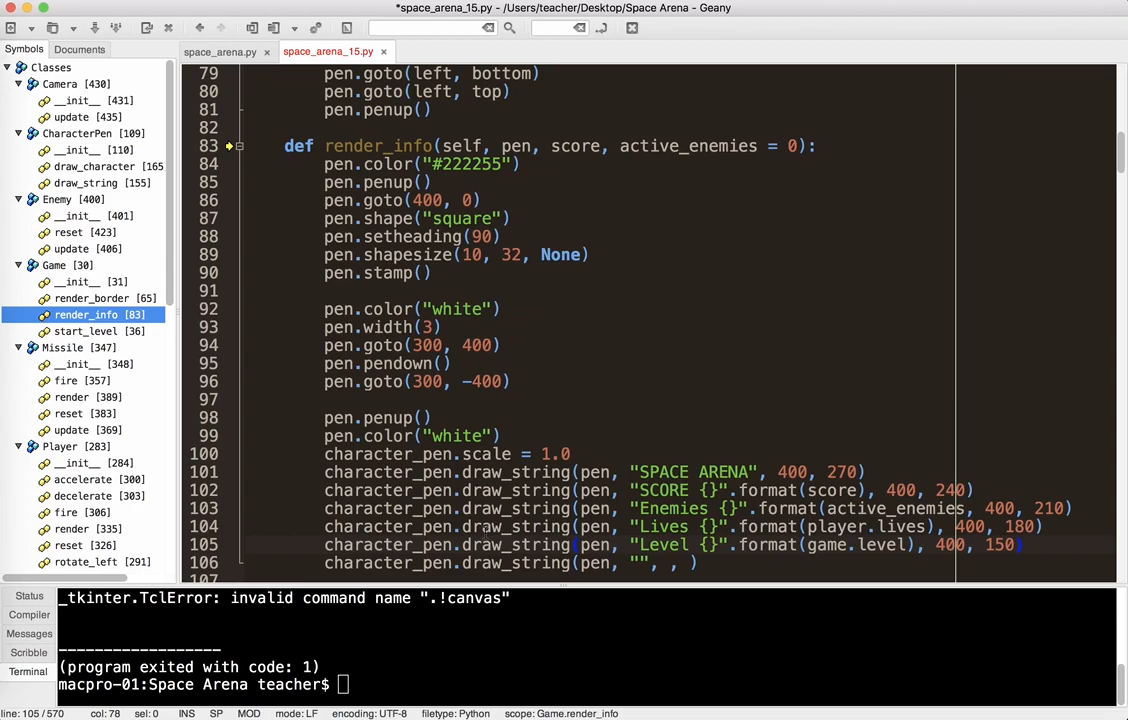 *space_arena_15.py - /Users/teacher/Desktop/Space Arena - Geany
Symbols Documents
space_arena.py × space_arena_15.py ×
Classes
Camera [430]
__init__ [431]
update [435]
CharacterPen [109]
__init__ [110]
draw_character [165
draw_string [155]
Enemy [400]
__init__ [401]
reset [423]
update [406]
Game [30]
__init__ [31]
render_border [65]
render_info [83]
start_level [36]
Missile [347]
__init__ [348]
fire [357]
render [389]
reset [383]
update [369]
Player [283]
__init__ [284]
accelerate [300]
decelerate [303]
fire [306]
render [335]
reset [326]
rotate_left [291]
79 pen.goto(left, bottom)
80 pen.goto(left, top)
81 pen.penup()
82
83 def render_info(self, pen, score, active_enemies = 0):
84 pen.color("#222255")
85 pen.penup()
86 pen.goto(400, 0)
87 pen.shape("square")
88 pen.setheading(90)
89 pen.shapesize(10, 32, None)
90 pen.stamp()
91
92 pen.color("white")
93 pen.width(3)
94 pen.goto(300, 400)
95 pen.pendown()
96 pen.goto(300, -400)
97
98 pen.penup()
99 pen.color("white")
100 character_pen.scale = 1.0
101 character_pen.draw_string(pen, "SPACE ARENA", 400, 270)
102 character_pen.draw_string(pen, "SCORE {}".format(score), 400, 240)
103 character_pen.draw_string(pen, "Enemies {}".format(active_enemies, 400, 210)
104 character_pen.draw_string(pen, "Lives {}".format(player.lives), 400, 180)
105 character_pen.draw_string(pen, "Level {}".format(game.level), 400, 150)
106 character_pen.draw_string(pen, "", , )
107
Status
Compiler
Messages
Scribble
Terminal
_tkinter.TclError: invalid command name ".!canvas"
------------------
(program exited with code: 1)
macpro-01:Space Arena teacher$
line: 105 / 570 col: 78 sel: 0 INS SP MOD mode: LF encoding: UTF-8 filetype: Python scope: Game.render_info